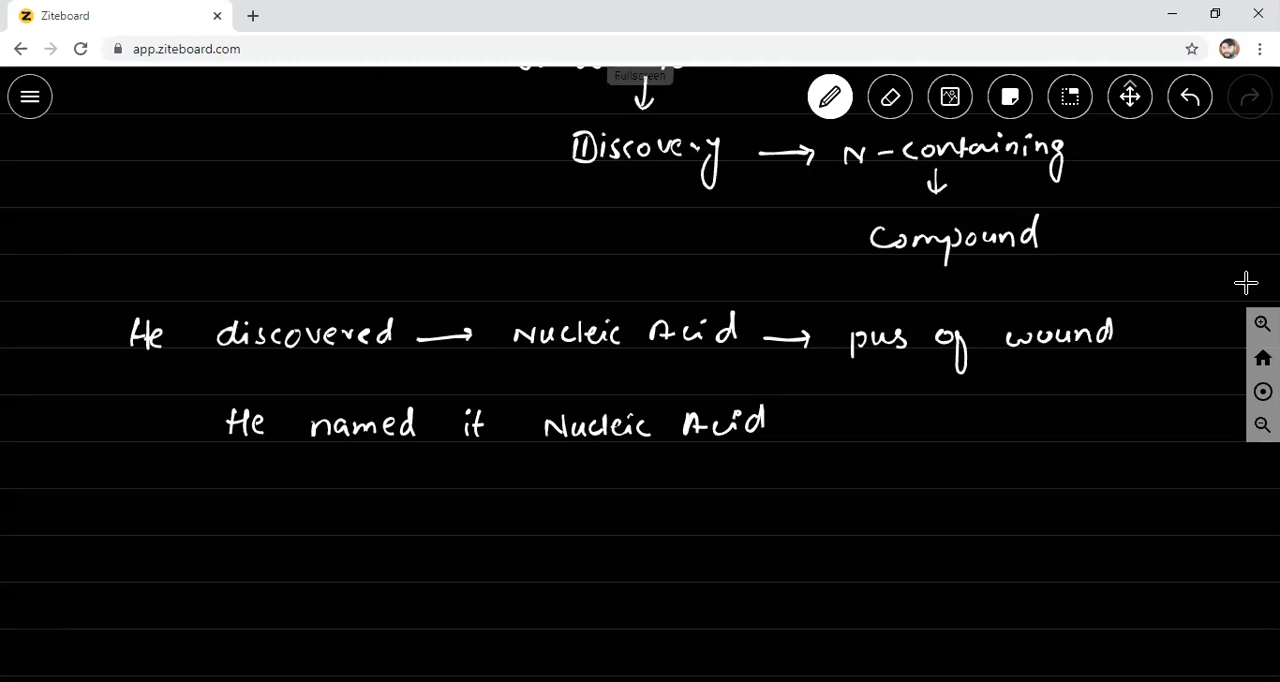 Ziteboard
app.ziteboard.com
Fullscreen
Discovery → N-containing
↓
Compound
He discovered → Nucleic Acid → pus of wound
He named it Nucleic Acid